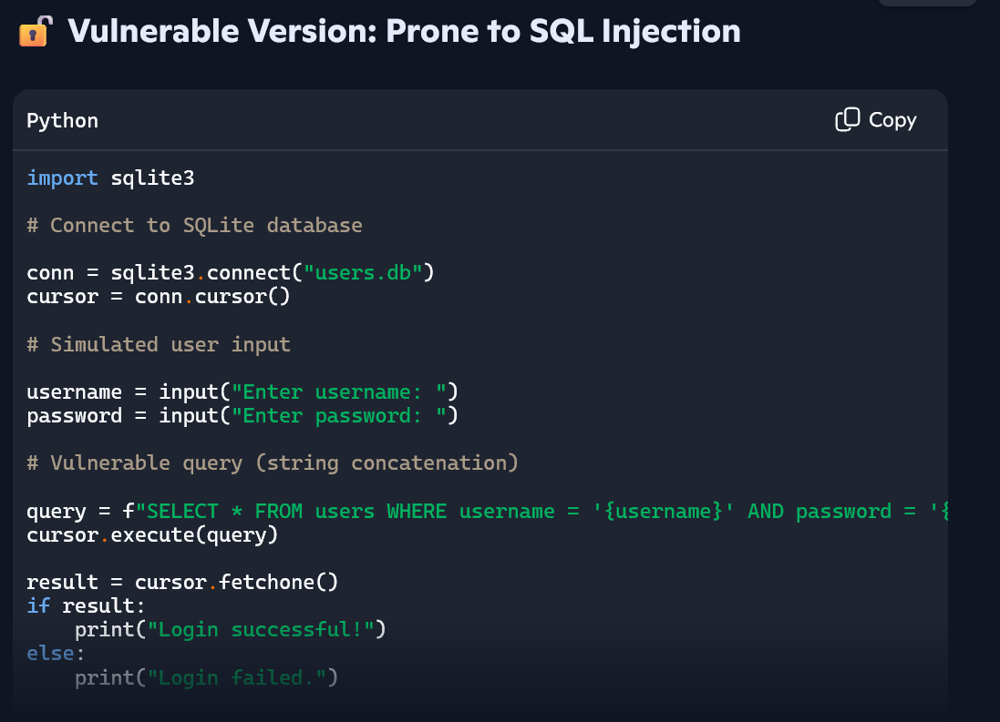 Vulnerable Version: Prone to SQL Injection
Python
Copy
import sqlite3
# Connect to SQLite database
conn = sqlite3.connect("users.db")
cursor = conn.cursor()
# Simulated user input
username = input("Enter username: ")
password = input("Enter password: ")
# Vulnerable query (string concatenation)
query = f"SELECT * FROM users WHERE username = '{username}' AND password = '{
cursor.execute(query)
result = cursor.fetchone()
if result:
    print("Login successful!")
else:
    print("Login failed.")